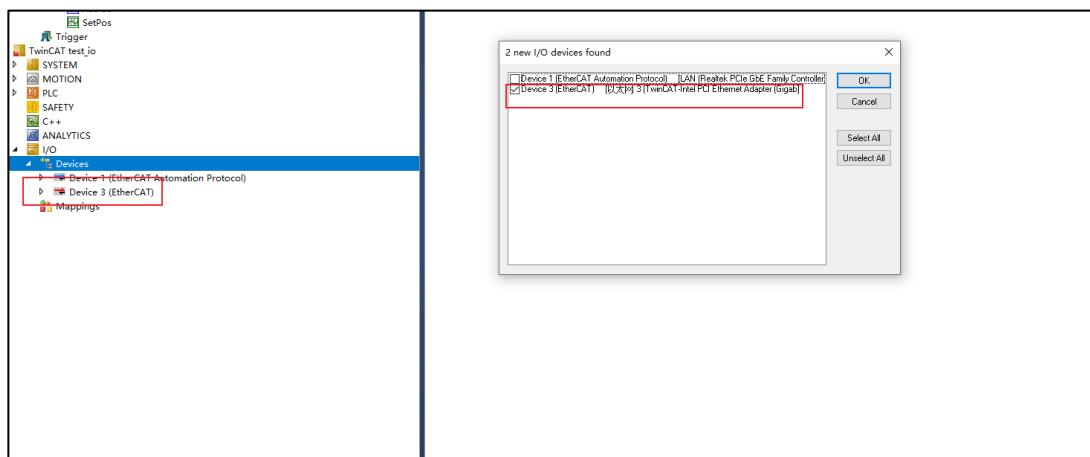 SetPos
Trigger
TwinCAT test_io
SYSTEM
MOTION
PLC
SAFETY
C++
ANALYTICS
I/O
Devices
Device 1 (EtherCAT Automation Protocol)
Device 3 (EtherCAT)
Mappings
2 new I/O devices found
Device 1 (EtherCAT Automation Protocol) [LAN (Realtek PCIe GbE Family Controller)
Device 3 (EtherCAT) [以太网 3 (TwinCAT-Intel PCI Ethernet Adapter (Gigab)]
OK
Cancel
Select All
Unselect All